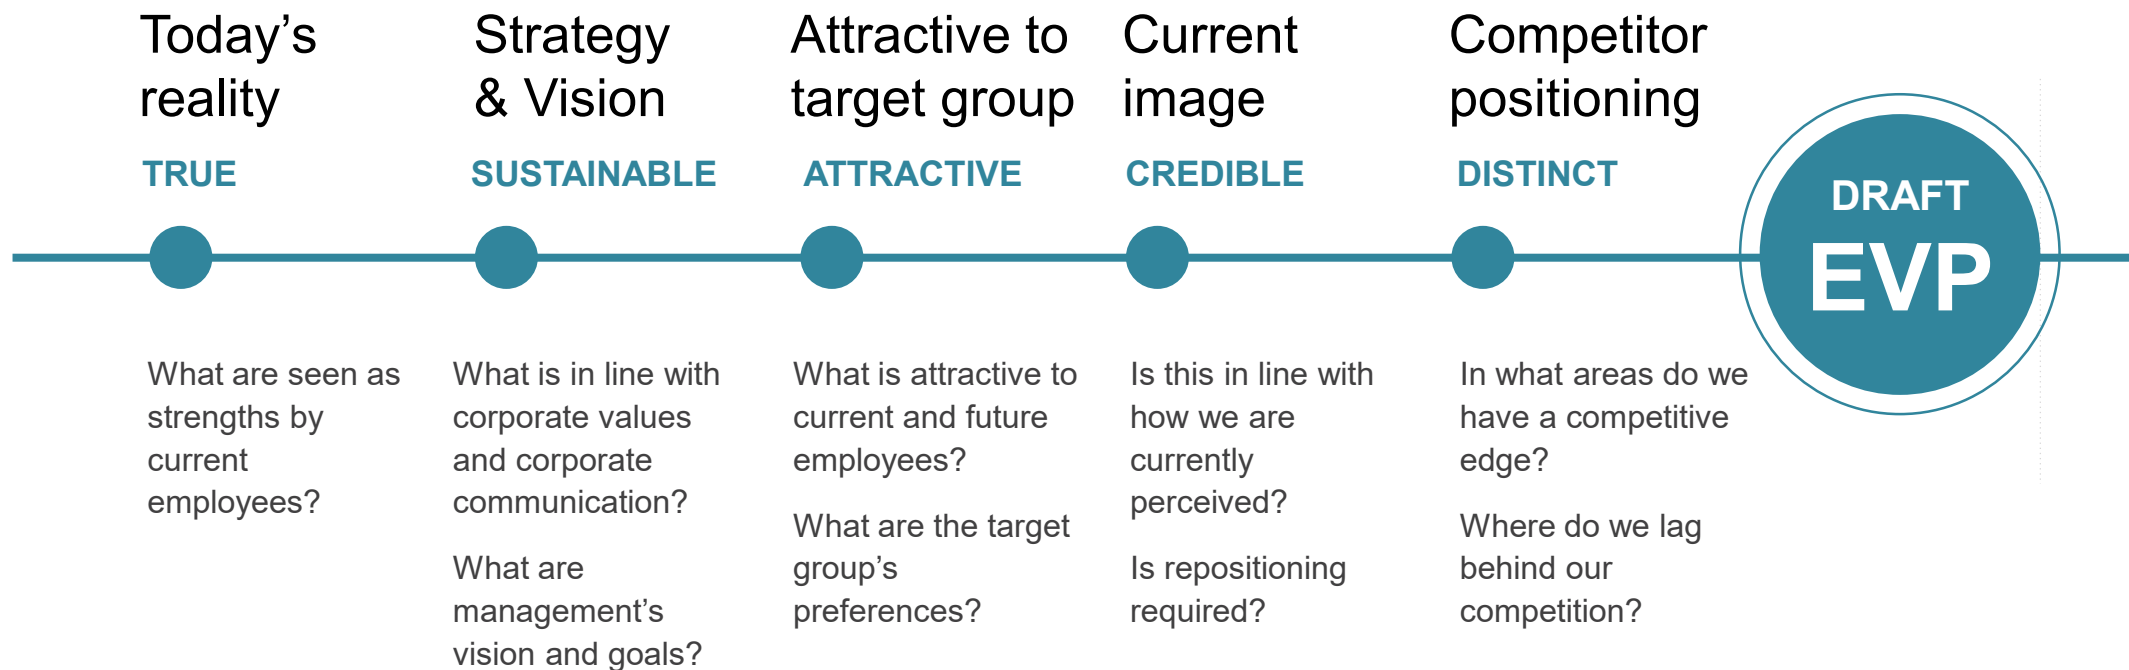 Today’s
reality
TRUE
What are seen as
strengths by
current
employees?
Strategy
& Vision
SUSTAINABLE
What is in line with
corporate values
and corporate
communication?
What are
management’s
vision and goals?
Attractive to
target group
ATTRACTIVE
What is attractive to
current and future
employees?
What are the target
group’s
preferences?
Current
image
CREDIBLE
Is this in line with
how we are
currently
perceived?
Is repositioning
required?
Competitor
positioning
DISTINCT
In what areas do we
have a competitive
edge?
Where do we lag
behind our
competition?
DRAFT
EVP